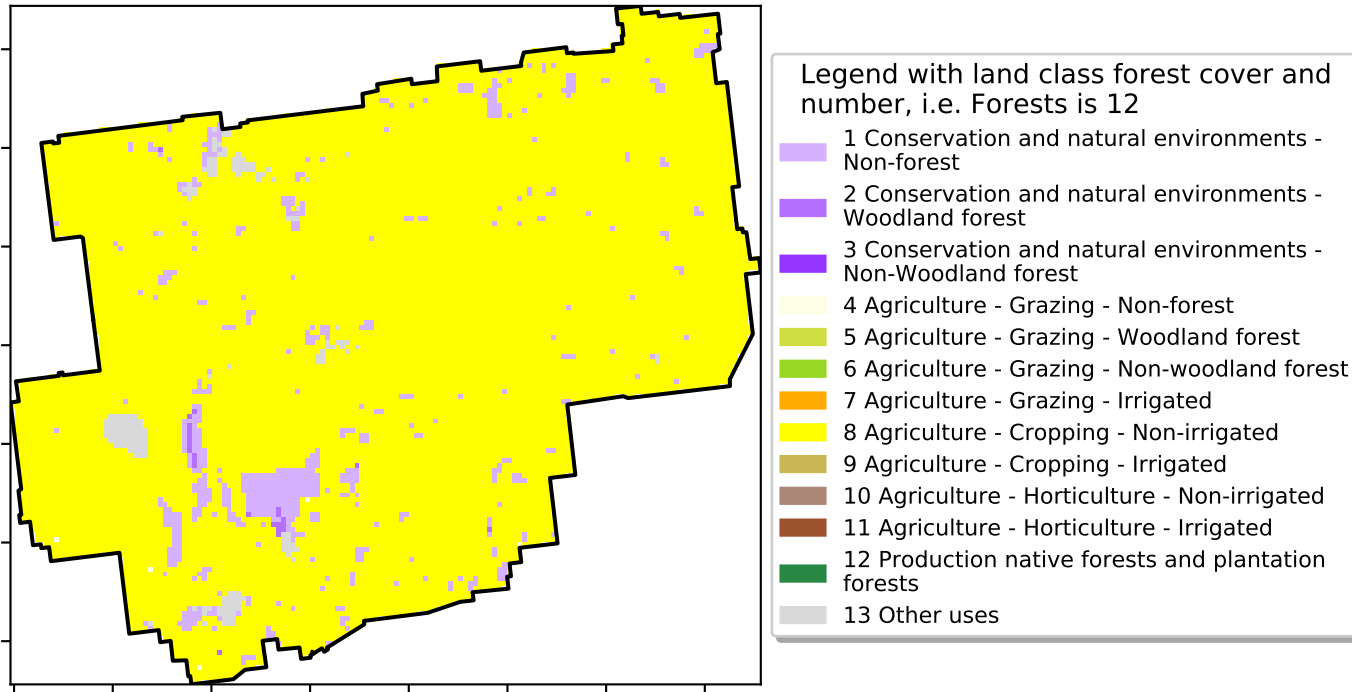 Legend with land class forest cover and
number, i.e. Forests is 12
1 Conservation and natural environments -
Non-forest
2 Conservation and natural environments -
Woodland forest
3 Conservation and natural environments -
Non-Woodland forest
4 Agriculture - Grazing - Non-forest
5 Agriculture - Grazing - Woodland forest
6 Agriculture - Grazing - Non-woodland forest
7 Agriculture - Grazing - Irrigated
8 Agriculture - Cropping - Non-irrigated
9 Agriculture - Cropping - Irrigated
10 Agriculture - Horticulture - Non-irrigated
11 Agriculture - Horticulture - Irrigated
12 Production native forests and plantation
forests
13 Other uses